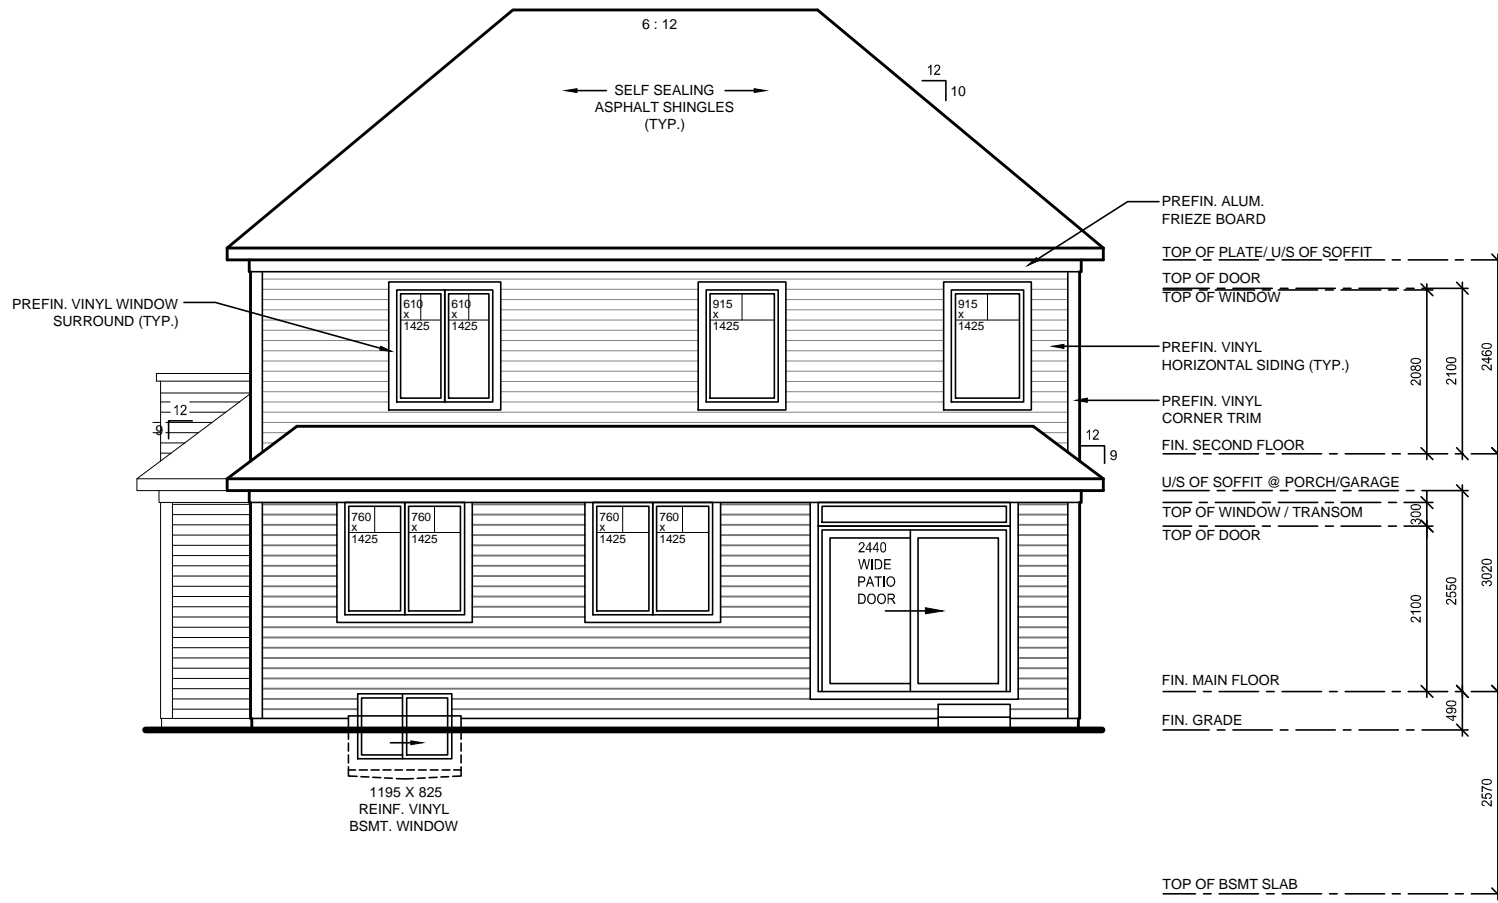 6 : 12
12
10
SELF SEALING
ASPHALT SHINGLES
(TYP.)
PREFIN. ALUM.
FRIEZE BOARD
TOP OF PLATE/ U/S OF SOFFIT
TOP OF DOOR
TOP OF WINDOW
PREFIN. VINYL WINDOW
SURROUND (TYP.)
610
x
1425
610
x
1425
915
x
1425
915
x
1425
PREFIN. VINYL
HORIZONTAL SIDING (TYP.)
2080
2100
2460
PREFIN. VINYL
CORNER TRIM
12
9
12
9
FIN. SECOND FLOOR
U/S OF SOFFIT @ PORCH/GARAGE
TOP OF WINDOW / TRANSOM
TOP OF DOOR
300
760
x
1425
760
x
1425
760
x
1425
760
x
1425
2440
WIDE
PATIO
DOOR
2100
2550
3020
FIN. MAIN FLOOR
FIN. GRADE
490
1195 X 825
REINF. VINYL
BSMT. WINDOW
2570
TOP OF BSMT SLAB